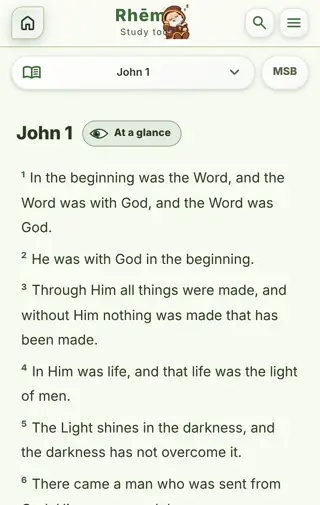 Rhēm
Study to
John 1
MSB
John 1
At a glance
1 In the beginning was the Word, and the
Word was with God, and the Word was
God.
2 He was with God in the beginning.
3 Through Him all things were made, and
without Him nothing was made that has
been made.
4 In Him was life, and that life was the light
of men.
5 The Light shines in the darkness, and
the darkness has not overcome it.
6 There came a man who was sent from